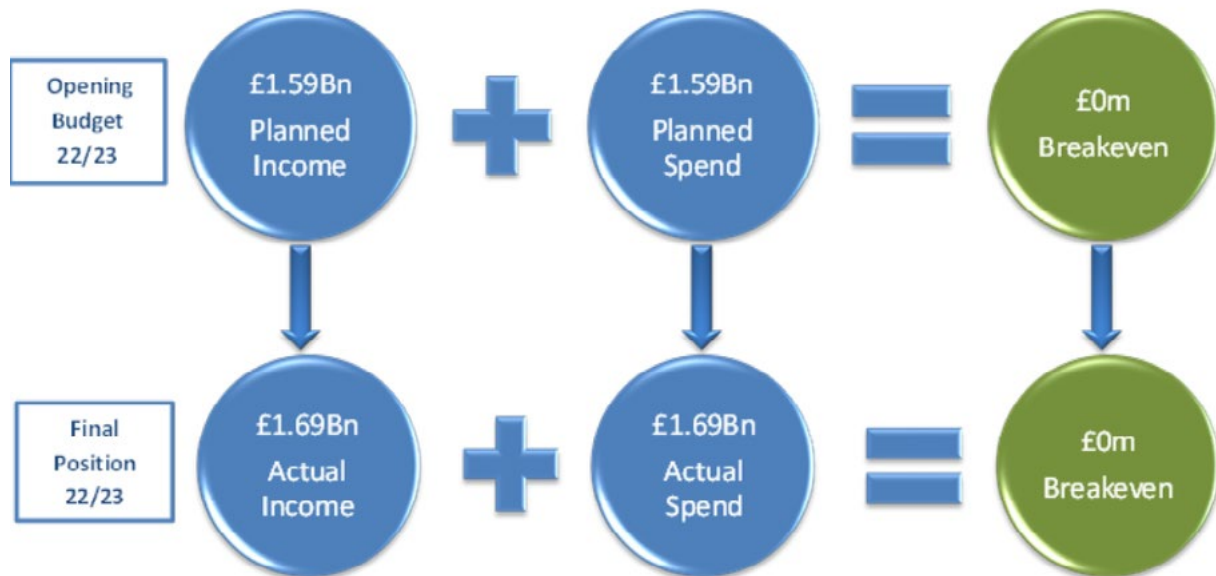 Opening
Budget
22/23
£1.59Bn
Planned
Income
£1.59Bn
Planned
Spend
£0m
Breakeven
Final
Position
22/23
£1.69Bn
Actual
Income
£1.69Bn
Actual
Spend
£0m
Breakeven